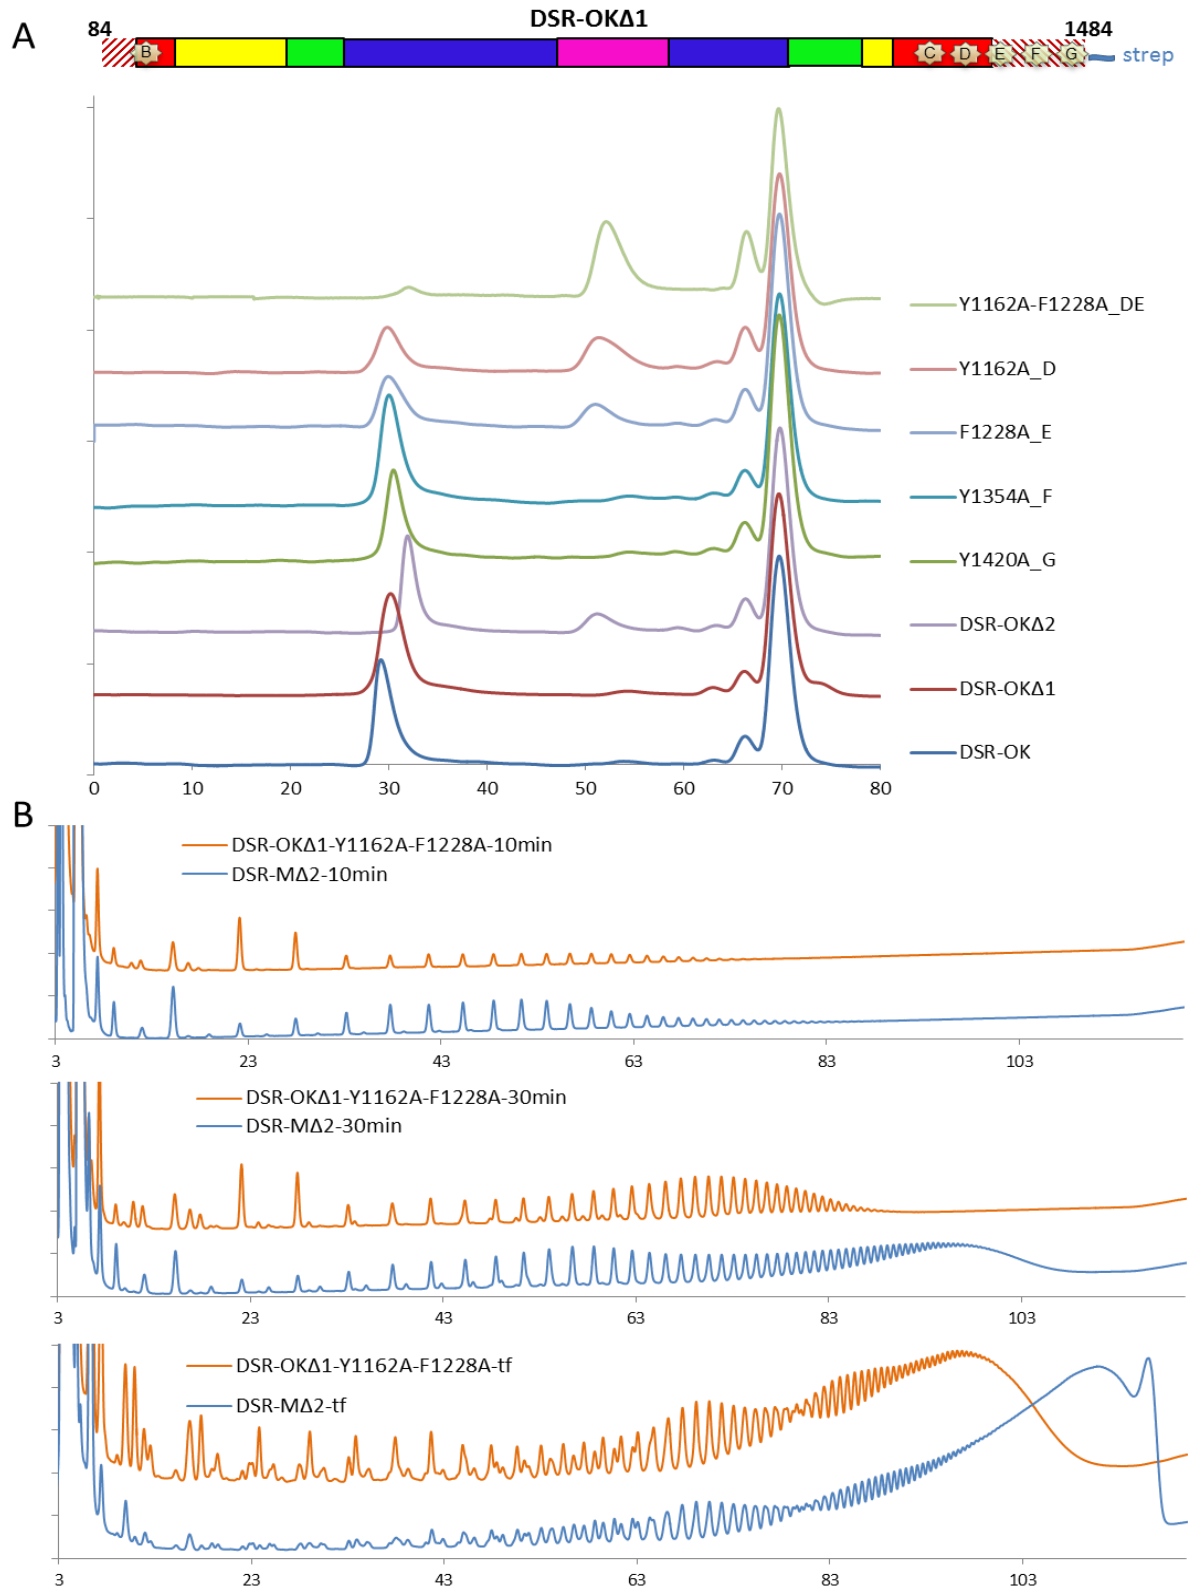 A
DSR-OKΔ1
84
1484
B
C
D
E
F
G
strep
Y1162A-F1228A_DE
Y1162A_D
F1228A_E
Y1354A_F
Y1420A_G
DSR-OKΔ2
DSR-OKΔ1
DSR-OK
0 10 20 30 40 50 60 70 80
B
DSR-OKΔ1-Y1162A-F1228A-10min
DSR-MΔ2-10min
3 23 43 63 83 103
DSR-OKΔ1-Y1162A-F1228A-30min
DSR-MΔ2-30min
3 23 43 63 83 103
DSR-OKΔ1-Y1162A-F1228A-tf
DSR-MΔ2-tf
3 23 43 63 83 103